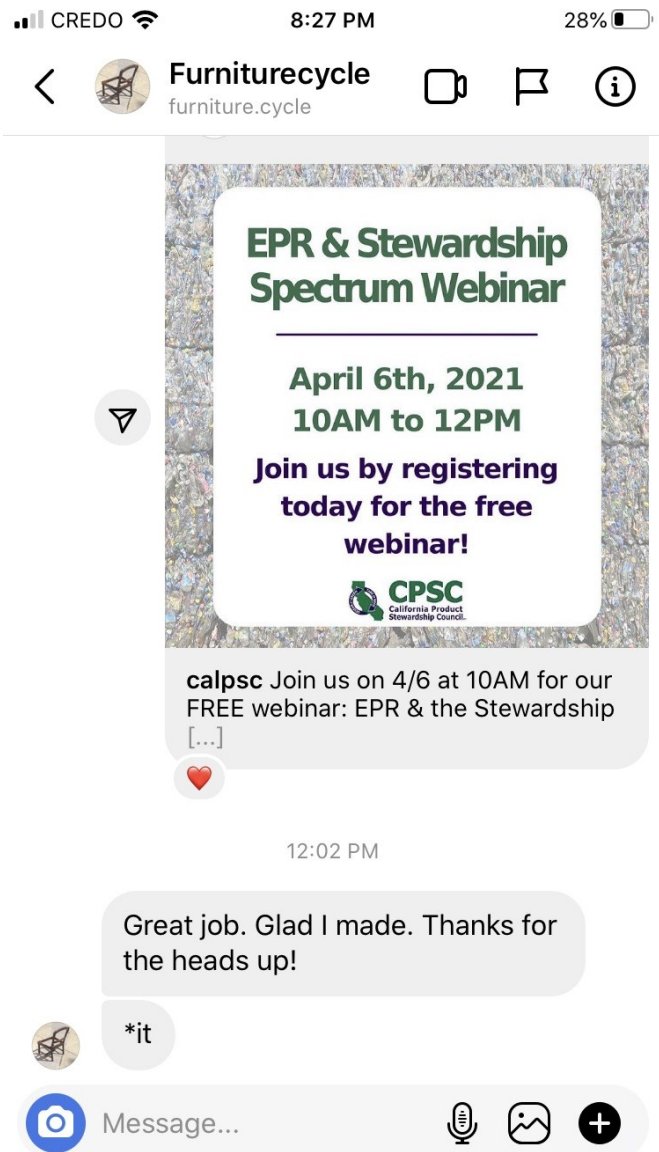 CREDO
8:27 PM
28%
Furniturecycle
furniture.cycle
EPR & Stewardship
Spectrum Webinar
April 6th, 2021
10AM to 12PM
Join us by registering
today for the free
webinar!
CPSC
California Product
Stewardship Council.
calpsc Join us on 4/6 at 10AM for our
FREE webinar: EPR & the Stewardship
[...]
12:02 PM
Great job. Glad I made. Thanks for
the heads up!
*it
Message...